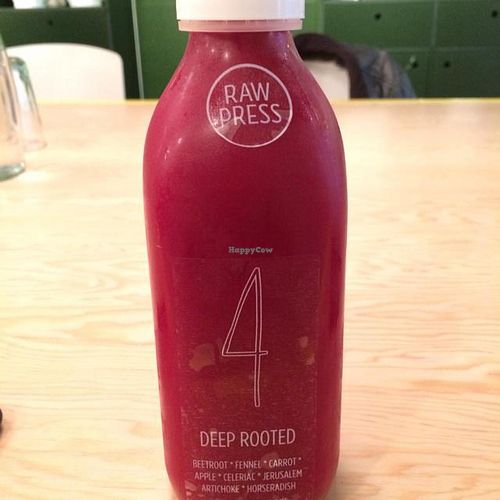 RAW
PRESS
HappyCow
4
DEEP ROOTED
BEETROOT * FENNEL * CARROT *
APPLE * CELERIAC * JERUSALEM
ARTICHOKE * HORSERADISH